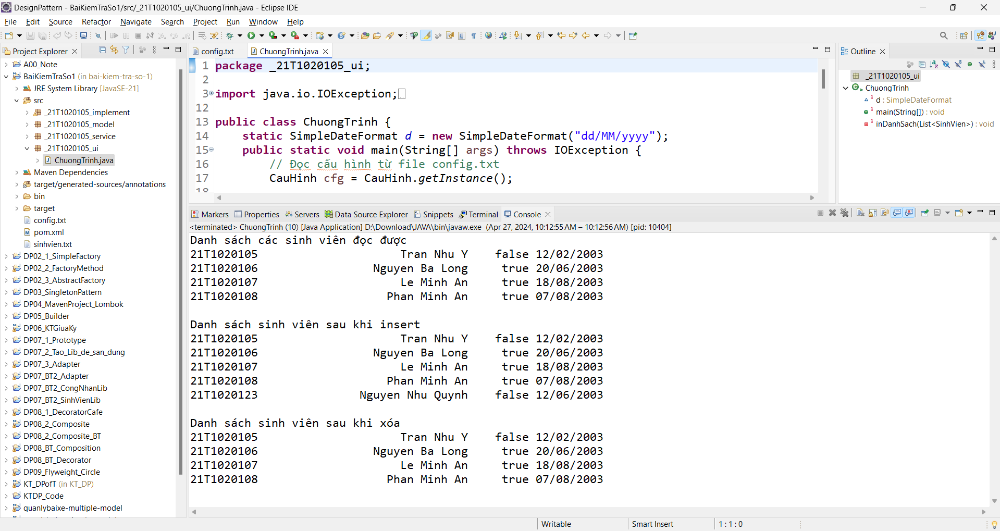 DesignPattern - BaiKiemTraSo1/src/_21T1020105_ui/ChuongTrinh.java - Eclipse IDE
File Edit Source Refactor Navigate Search Project Run Window Help
Project Explorer
A00_Note
BaiKiemTraSo1 (in bai-kiem-tra-so-1)
JRE System Library [JavaSE-21]
src
_21T1020105_implement
_21T1020105_model
_21T1020105_service
_21T1020105_ui
ChuongTrinh.java
Maven Dependencies
target/generated-sources/annotations
bin
target
config.txt
pom.xml
sinhvien.txt
DP02_1_SimpleFactory
DP02_2_FactoryMethod
DP02_3_AbstractFactory
DP03_SingletonPattern
DP04_MavenProject_Lombok
DP05_Builder
DP06_KTGiuaKy
DP07_1_Prototype
DP07_2_Tao_Lib_de_san_dung
DP07_3_Adapter
DP07_BT2_Adapter
DP07_BT2_CongNhanLib
DP07_BT2_SinhVienLib
DP08_1_DecoratorCafe
DP08_2_Composite
DP08_2_Composite_BT
DP08_BT_Composition
DP08_BT_Decorator
DP09_Flyweight_Circle
KT_DPofT (in KT_DP)
KTDP_Code
quanlybaixe-multiple-model
config.txt ChuongTrinh.java
1 package _21T1020105_ui;
2
3 import java.io.IOException;
12
13 public class ChuongTrinh {
14 static SimpleDateFormat d = new SimpleDateFormat("dd/MM/yyyy");
15 public static void main(String[] args) throws IOException {
16 // Đọc cấu hình từ file config.txt
17 CauHinh cfg = CauHinh.getInstance();
18
Outline
_21T1020105_ui
ChuongTrinh
d : SimpleDateFormat
main(String[]) : void
inDanhSach(List<SinhVien>) : void
Markers Properties Servers Data Source Explorer Snippets Terminal Console
<terminated> ChuongTrinh (10) [Java Application] D:\Download\JAVA\bin\javaw.exe (Apr 27, 2024, 10:12:55 AM – 10:12:56 AM) [pid: 10404]
Danh sách các sinh viên đọc được
21T1020105 Tran Nhu Y false 12/02/2003
21T1020106 Nguyen Ba Long true 20/06/2003
21T1020107 Le Minh An true 18/08/2003
21T1020108 Phan Minh An true 07/08/2003
Danh sách sinh viên sau khi insert
21T1020105 Tran Nhu Y false 12/02/2003
21T1020106 Nguyen Ba Long true 20/06/2003
21T1020107 Le Minh An true 18/08/2003
21T1020108 Phan Minh An true 07/08/2003
21T1020123 Nguyen Nhu Quynh false 12/06/2003
Danh sách sinh viên sau khi xóa
21T1020105 Tran Nhu Y false 12/02/2003
21T1020106 Nguyen Ba Long true 20/06/2003
21T1020107 Le Minh An true 18/08/2003
21T1020108 Phan Minh An true 07/08/2003
Writable Smart Insert 1 : 1 : 0